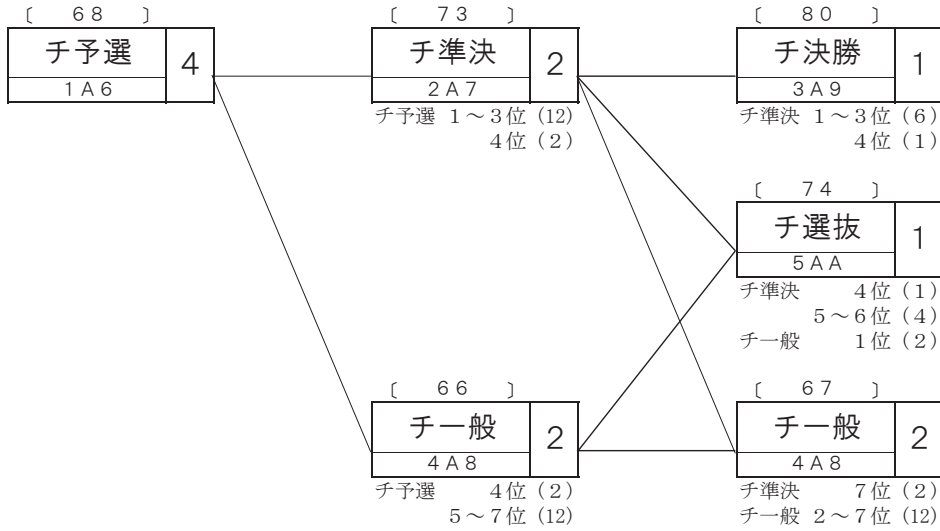 〔 68 〕
チ予選 4
1A6
〔 73 〕
チ準決 2
2A7
チ予選 1～3位 (12)
4位 (2)
〔 80 〕
チ決勝 1
3A9
チ準決 1～3位 (6)
4位 (1)
〔 74 〕
チ選抜 1
5AA
チ準決 4位 (1)
5～6位 (4)
チ一般 1位 (2)
〔 66 〕
チ一般 2
4A8
チ予選 4位 (2)
5～7位 (12)
〔 67 〕
チ一般 2
4A8
チ準決 7位 (2)
チ一般 2～7位 (12)